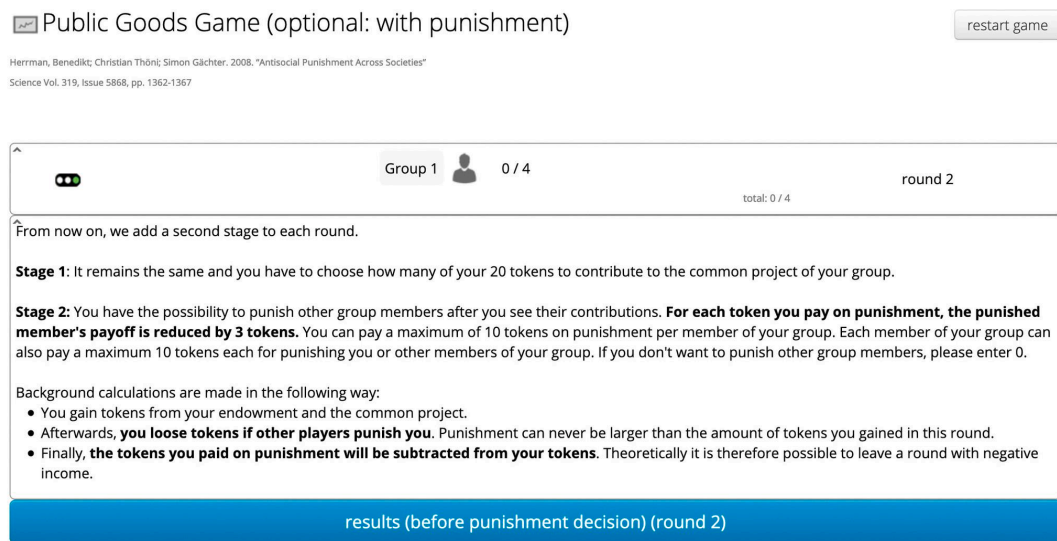 Public Goods Game (optional: with punishment)
restart game
Herrman, Benedikt; Christian Thöni; Simon Gächter. 2008. "Antisocial Punishment Across Societies"
Science Vol. 319, Issue 5868, pp. 1362-1367
Group 1 0 / 4
round 2
total: 0 / 4
From now on, we add a second stage to each round.
Stage 1: It remains the same and you have to choose how many of your 20 tokens to contribute to the common project of your group.
Stage 2: You have the possibility to punish other group members after you see their contributions. For each token you pay on punishment, the punished
member's payoff is reduced by 3 tokens. You can pay a maximum of 10 tokens on punishment per member of your group. Each member of your group can
also pay a maximum 10 tokens each for punishing you or other members of your group. If you don't want to punish other group members, please enter 0.
Background calculations are made in the following way:
• You gain tokens from your endowment and the common project.
• Afterwards, you loose tokens if other players punish you. Punishment can never be larger than the amount of tokens you gained in this round.
• Finally, the tokens you paid on punishment will be subtracted from your tokens. Theoretically it is therefore possible to leave a round with negative
income.
results (before punishment decision) (round 2)